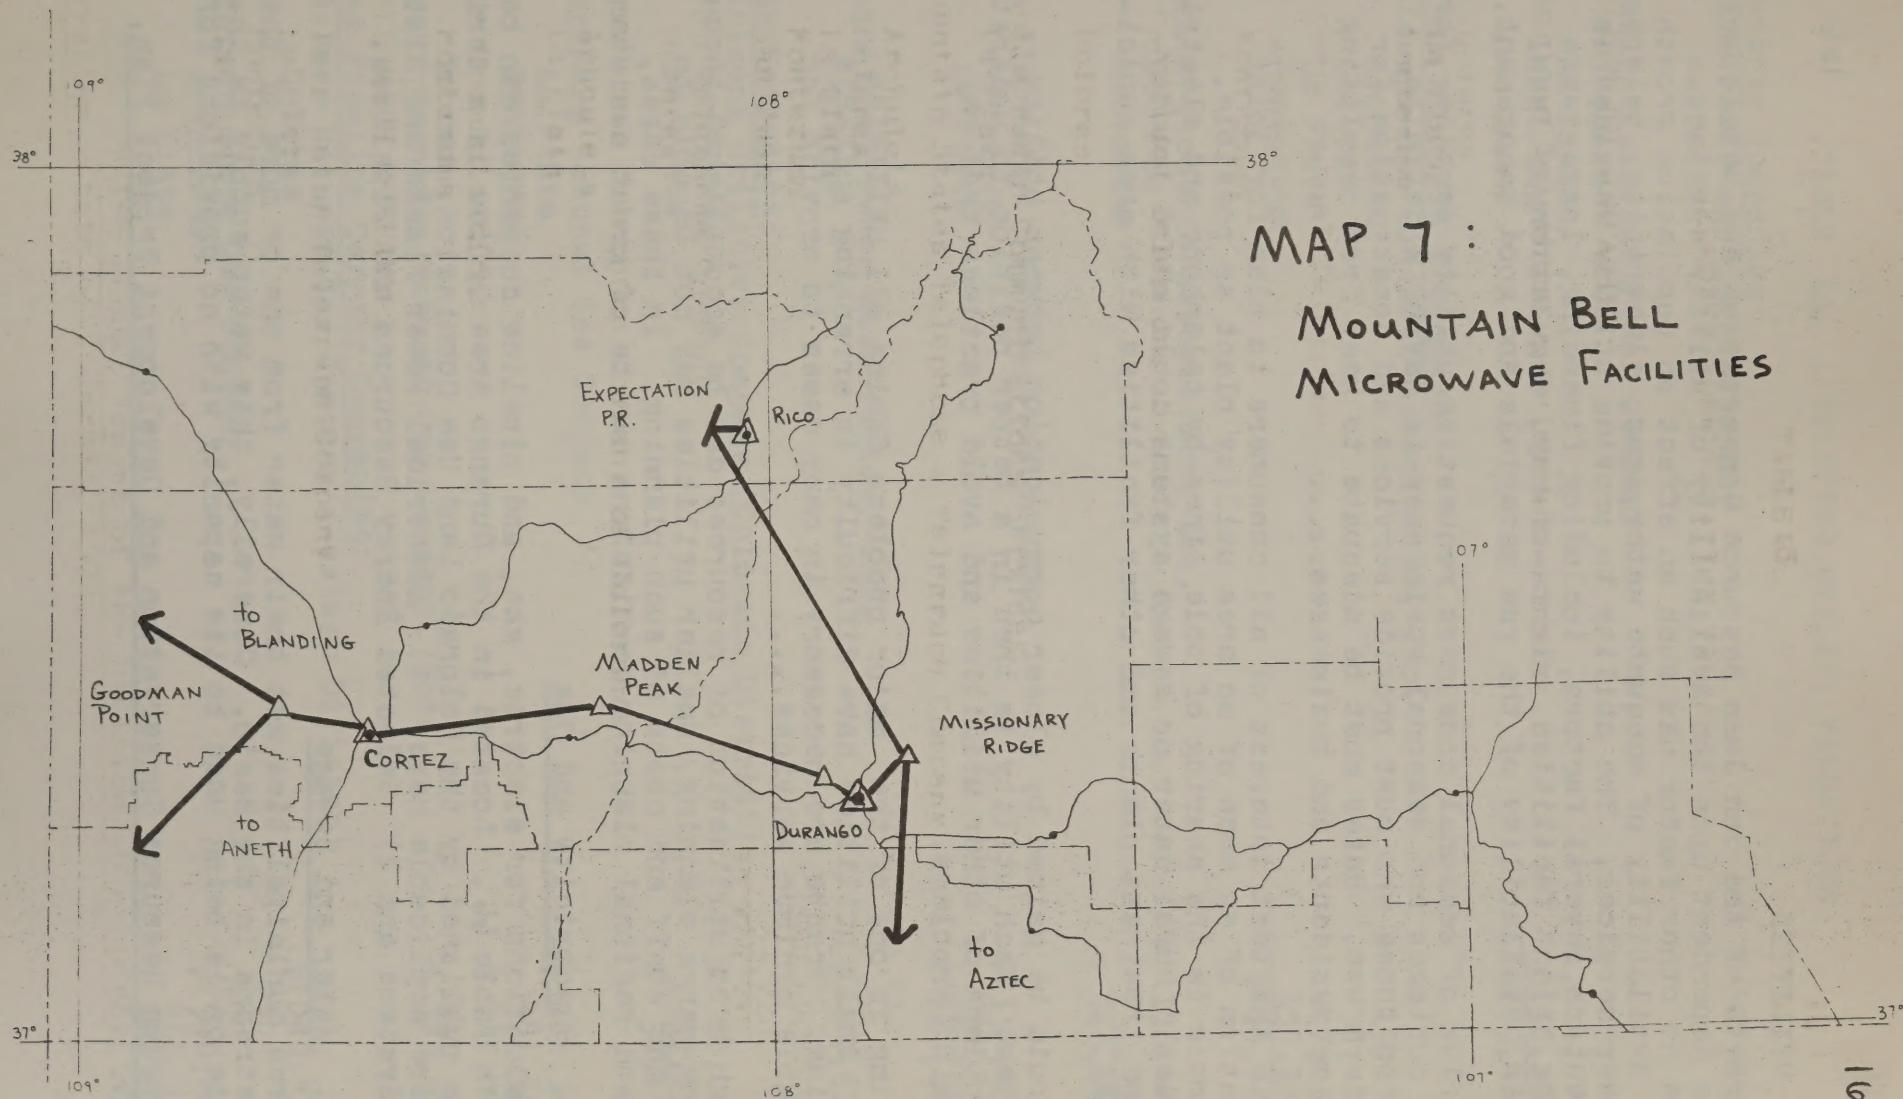 109°
108°
38°
38°
MAP 7 :
MOUNTAIN BELL
MICROWAVE FACILITIES
EXPECTATION
P.R.
RICO
107°
to
BLANDING
GOODMAN
POINT
MADDEN
PEAK
MISSIONARY
RIDGE
CORTEZ
DURANGO
to
ANETH
to
AZTEC
37°
37°
109°
108°
107°
16